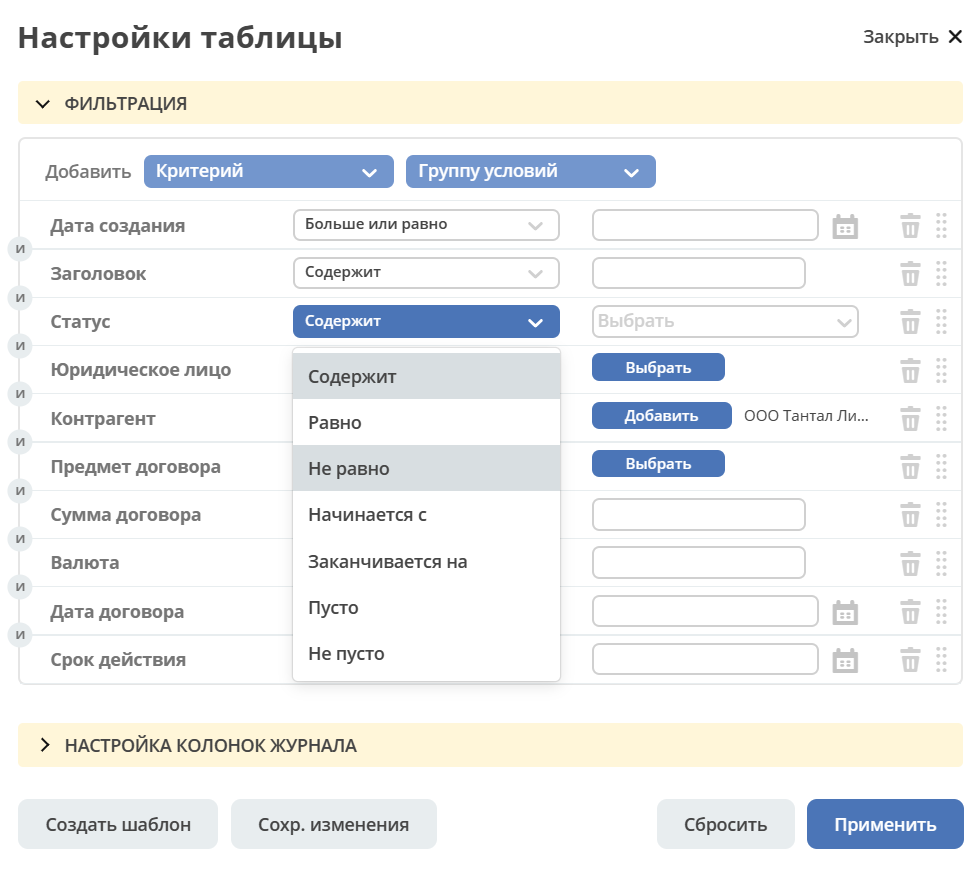 Настройки таблицы
Закрыть
ФИЛЬТРАЦИЯ
Добавить Критерий Группу условий
Дата создания Больше или равно
и
Заголовок Содержит
и
Статус Содержит Выбрать
и
Юридическое лицо Содержит Выбрать
и
Контрагент Равно Добавить ООО Тантал Ли...
и
Предмет договора Не равно Выбрать
и
Сумма договора Начинается с
и
Валюта Заканчивается на
и
Дата договора Пусто
и
Срок действия Не пусто
НАСТРОЙКА КОЛОНОК ЖУРНАЛА
Создать шаблон Сохр. изменения Сбросить Применить